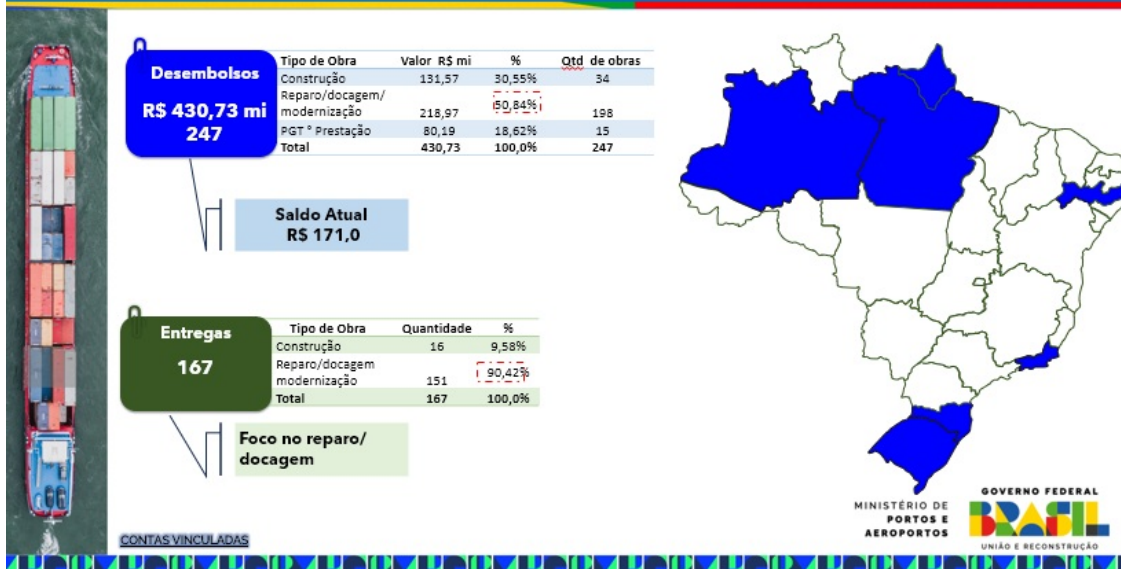 Desembolsos
R$ 430,73 mi
247
Tipo de Obra Valor R$ mi % Qtd de obras
Construção 131,57 30,55% 34
Reparo/docagem/
modernização 218,97 50,84% 198
PGT ° Prestação 80,19 18,62% 15
Total 430,73 100,0% 247
Saldo Atual
R$ 171,0
Entregas
167
Tipo de Obra Quantidade %
Construção 16 9,58%
Reparo/docagem
modernização 151 90,42%
Total 167 100,0%
Foco no reparo/
docagem
CONTAS VINCULADAS
MINISTÉRIO DE
PORTOS E
AEROPORTOS
GOVERNO FEDERAL
BRASIL
UNIÃO E RECONSTRUÇÃO